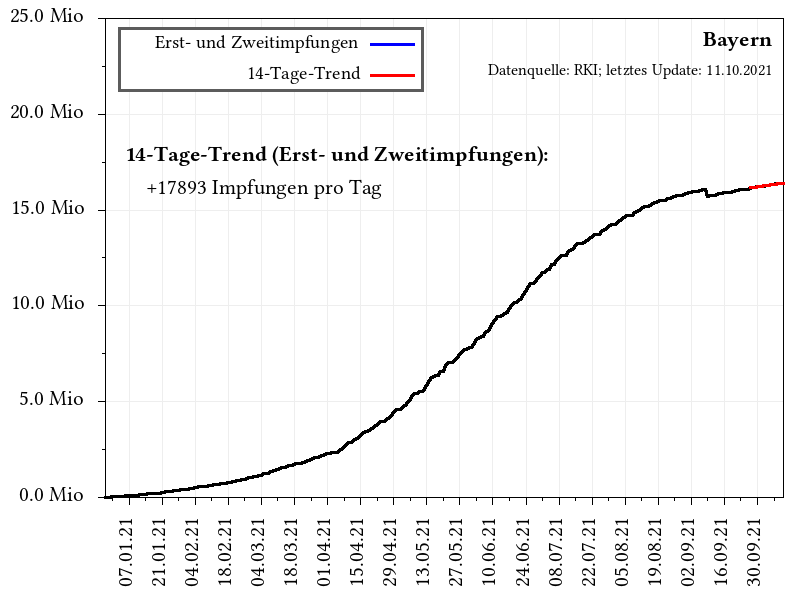 25.0 Mio
20.0 Mio
15.0 Mio
10.0 Mio
5.0 Mio
0.0 Mio
Erst- und Zweitimpfungen
14-Tage-Trend
Bayern
Datenquelle: RKI; letztes Update: 11.10.2021
14-Tage-Trend (Erst- und Zweitimpfungen):
+17893 Impfungen pro Tag
07.01.21
21.01.21
04.02.21
18.02.21
04.03.21
18.03.21
01.04.21
15.04.21
29.04.21
13.05.21
27.05.21
10.06.21
24.06.21
08.07.21
22.07.21
05.08.21
19.08.21
02.09.21
16.09.21
30.09.21